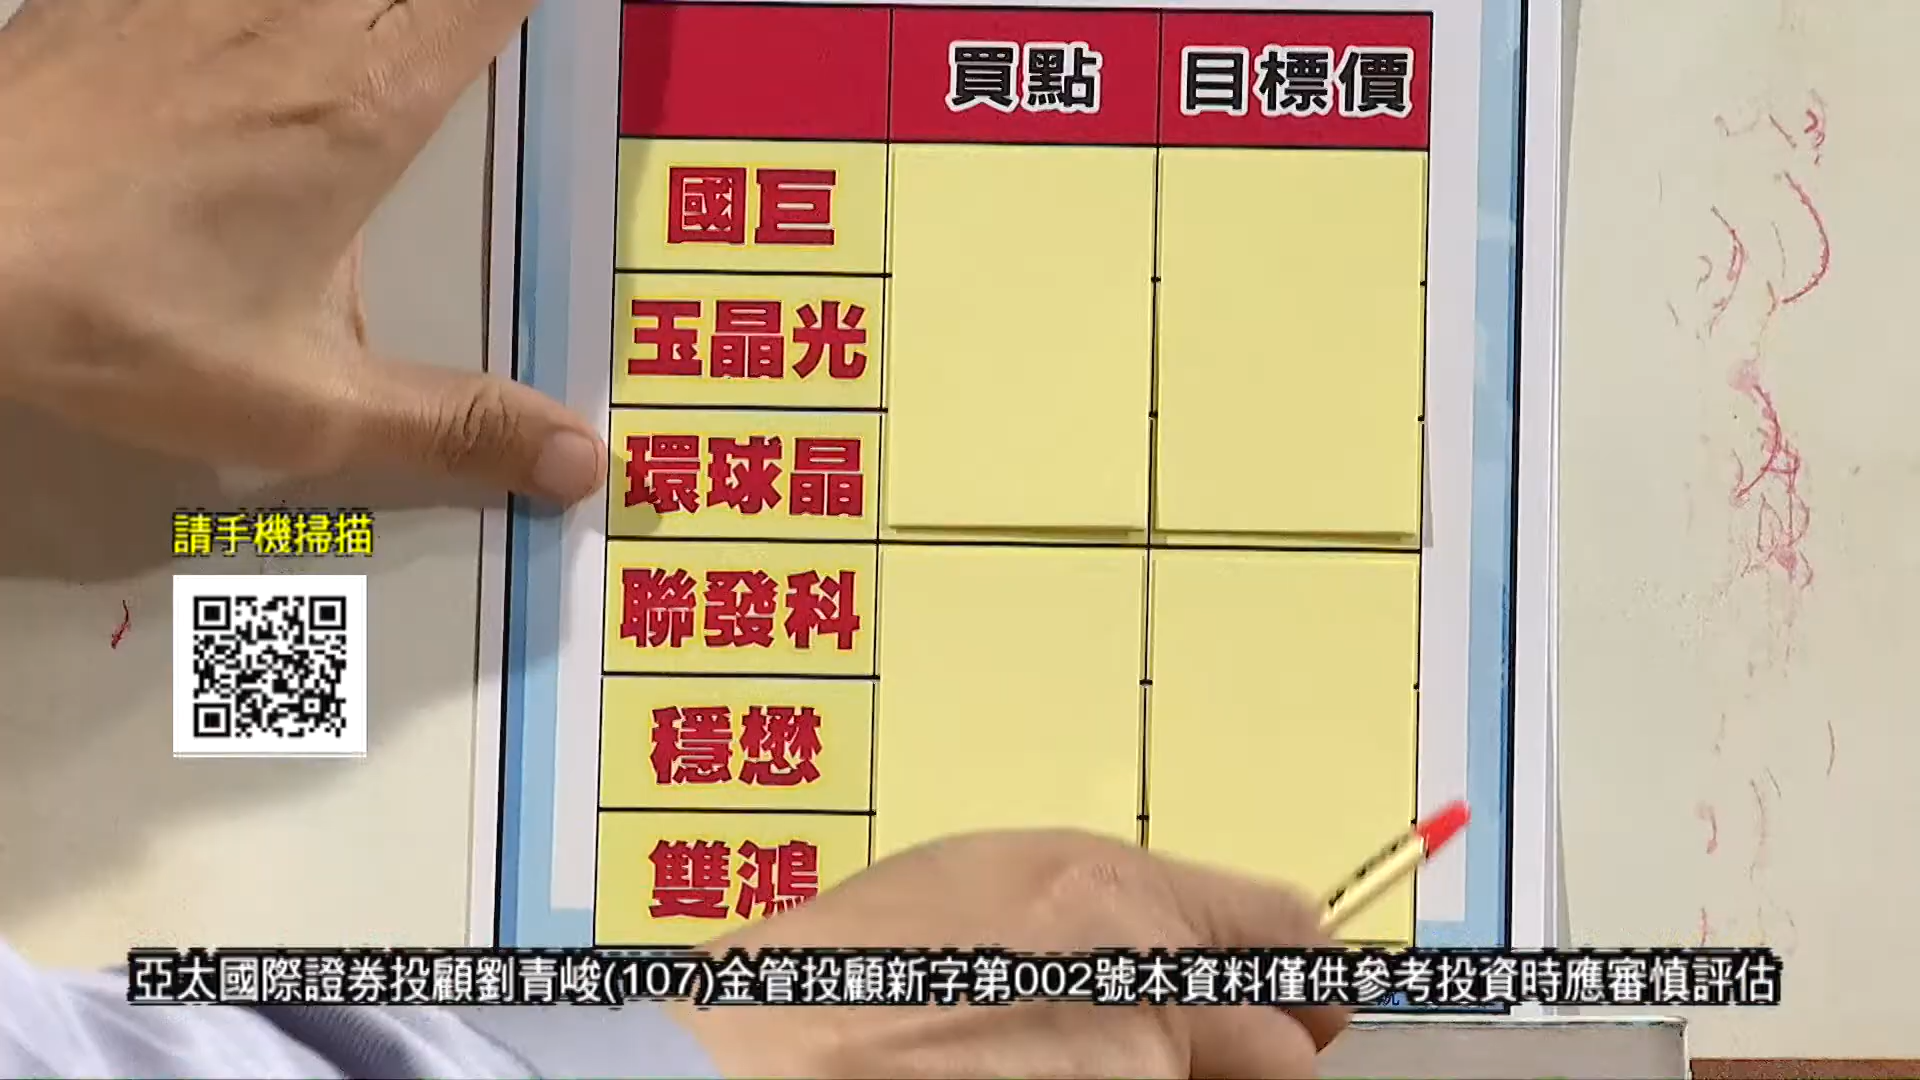 買點 目標價
國巨
玉晶光
環球晶
聯發科
穩懋
雙鴻
請手機掃描
亞太國際證券投顧劉青峻(107)金管投顧新字第002號本資料僅供參考投資時應審慎評估